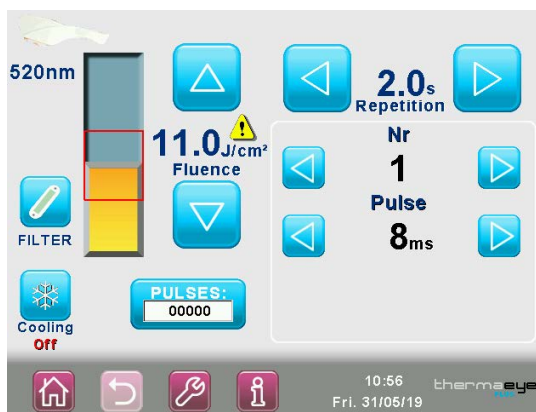 520nm
2.0s
Repetition
11.0J/cm²
Fluence
Nr
1
Pulse
8ms
FILTER
PULSES:
00000
Cooling
Off
10:56
Fri. 31/05/19
thermaeye
PLUS